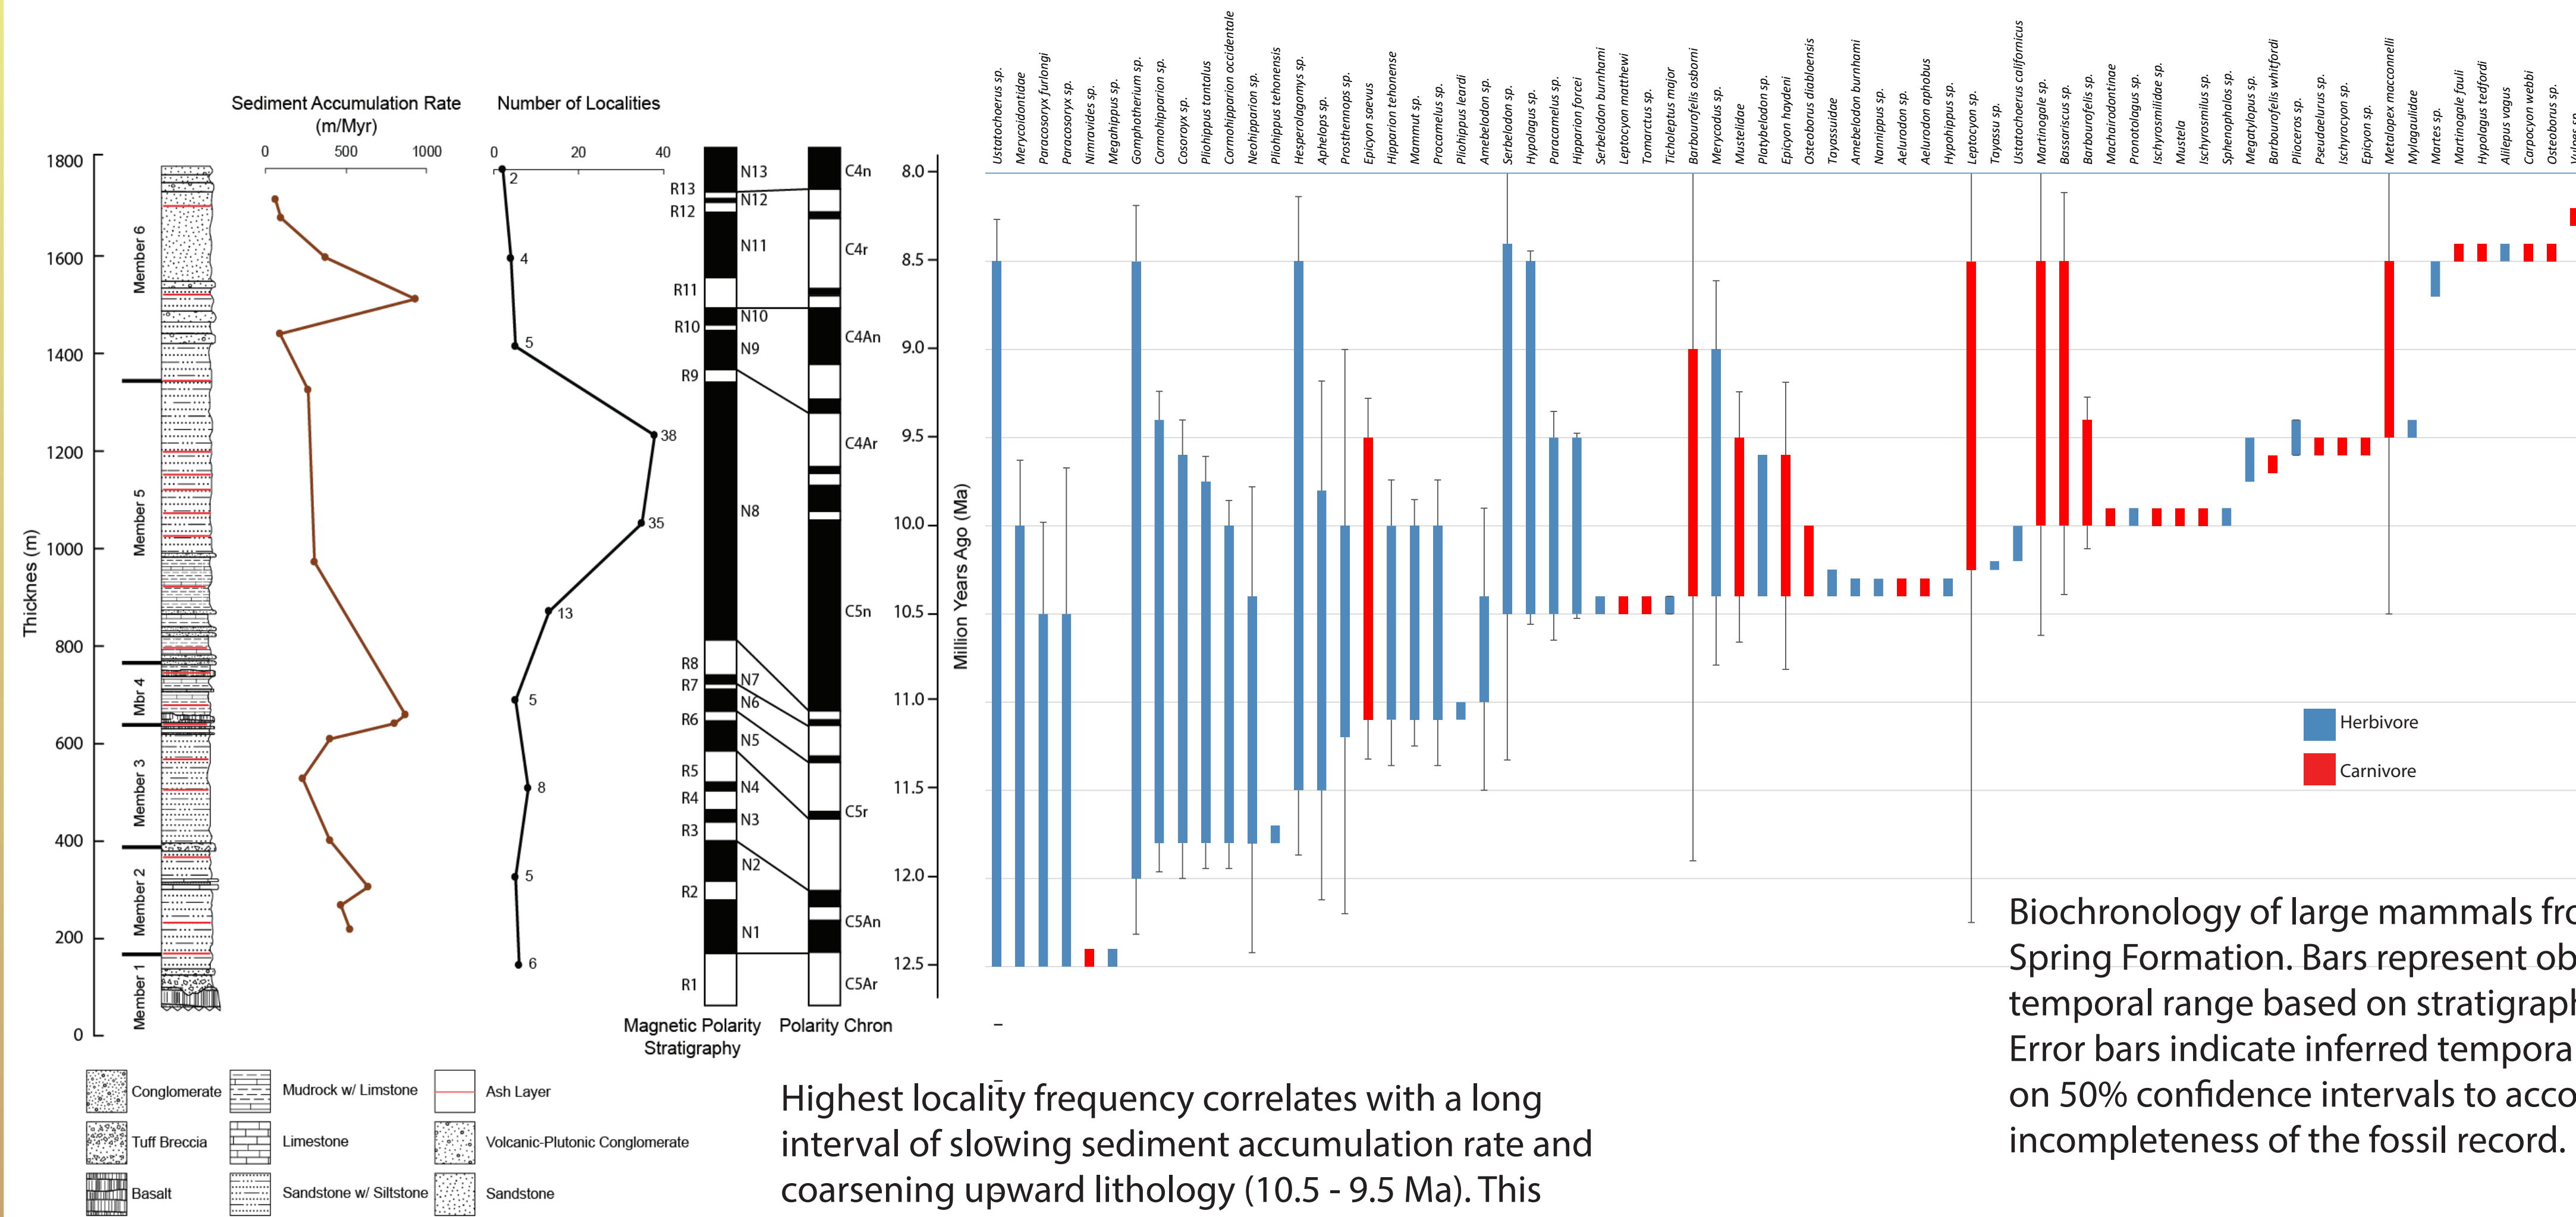 Sediment Accumulation Rate
(m/Myr)
0 500 1000
Number of Localities
0 20 40
Thicknes (m)
1800
1600
1400
1200
1000
800
600
400
200
0
Member 6
Member 5
Mbr 4
Member 3
Member 2
Member 1
2
4
5
38
35
13
5
8
5
6
R13
R12
R11
R10
R9
R8
R7
R6
R5
R4
R3
R2
R1
N13
N12
N11
N10
N9
N8
N7
N6
N5
N4
N3
N2
N1
Magnetic Polarity
Stratigraphy
C4n
C4r
C4An
C4Ar
C5n
C5r
C5An
C5Ar
Polarity Chron
Million Years Ago (Ma)
8.0
8.5
9.0
9.5
10.0
10.5
11.0
11.5
12.0
12.5
Ustatochoerus sp.
Merycoidontidae
Paracosoryx furlongi
Paracosoryx sp.
Nimravides sp.
Megahippus sp.
Gomphotherium sp.
Cormohipparion sp.
Cosoroyx sp.
Pliohippus tantalus
Cormohipparion occidentale
Neohipparion sp.
Pliohippus tehonensis
Hesperolagomys sp.
Aphelops sp.
Prosthennops sp.
Epicyon saevus
Hipparion tehonense
Mammut sp.
Procamelus sp.
Pliohippus leardi
Amebelodon sp.
Serbelodon sp.
Hypolagus sp.
Paracamelus sp.
Hipparion forcei
Serbelodon burnhami
Leptocyon matthewi
Tomarctus sp.
Ticholeptus major
Barbourofelis osborni
Merycodus sp.
Mustelidae
Platybelodon sp.
Epicyon haydeni
Osteoborus diabloensis
Tayassuidae
Amebelodon burnhami
Nannippus sp.
Aelurodon sp.
Aelurodon aphobus
Hypohippus sp.
Leptocyon sp.
Tayassu sp.
Ustatochoerus californicus
Martinogale sp.
Bassariscus sp.
Barbourofelis sp.
Machairodontinae
Pronotolagus sp.
Ischyrosmilidae sp.
Mustela
Ischyrosmilus sp.
Sphenophalos sp.
Megatylopus sp.
Barbourofelis whitfordi
Plioceros sp.
Pseudaelurus sp.
Ischyrocyon sp.
Epicyon sp.
Metalopex macconnelli
Mylagaulidae
Martes sp.
Martinogale faulli
Hypolagus tedfordi
Alilepus vagus
Carpocyon webbi
Osteoborus sp.
Vulpes sp.
Herbivore
Carnivore
Conglomerate
Mudrock w/ Limstone
Ash Layer
Tuff Breccia
Limestone
Volcanic-Plutonic Conglomerate
Basalt
Sandstone w/ Siltstone
Sandstone
Highest locality frequency correlates with a long
interval of slowing sediment accumulation rate and
coarsening upward lithology (10.5 - 9.5 Ma). This
Biochronology of large mammals fro
Spring Formation. Bars represent ob
temporal range based on stratigraph
Error bars indicate inferred tempora
on 50% confidence intervals to acco
incompleteness of the fossil record.